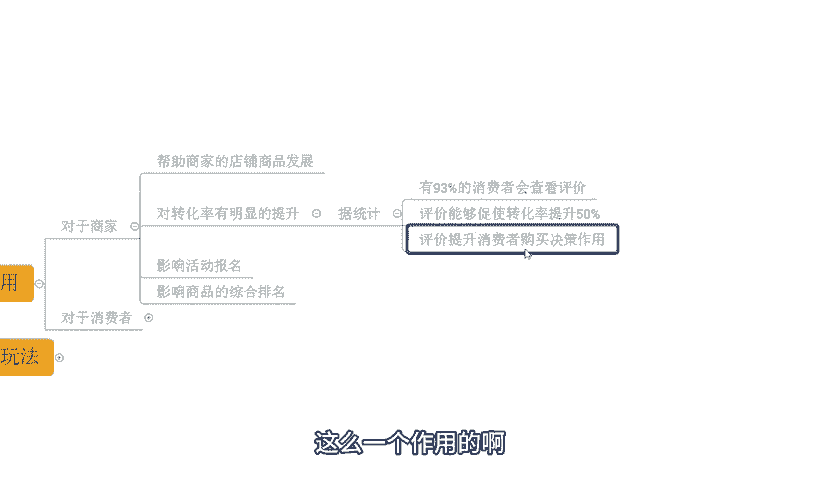 帮助商家的店铺商品发展
有93%的消费者会查看评价
对于商家
对转化率有明显的提升
据统计
评价能够促使转化率提升50%
评价提升消费者购买决策作用
影响活动报名
用
影响商品的综合排名
对于消费者
玩法
这么一个作用的啊